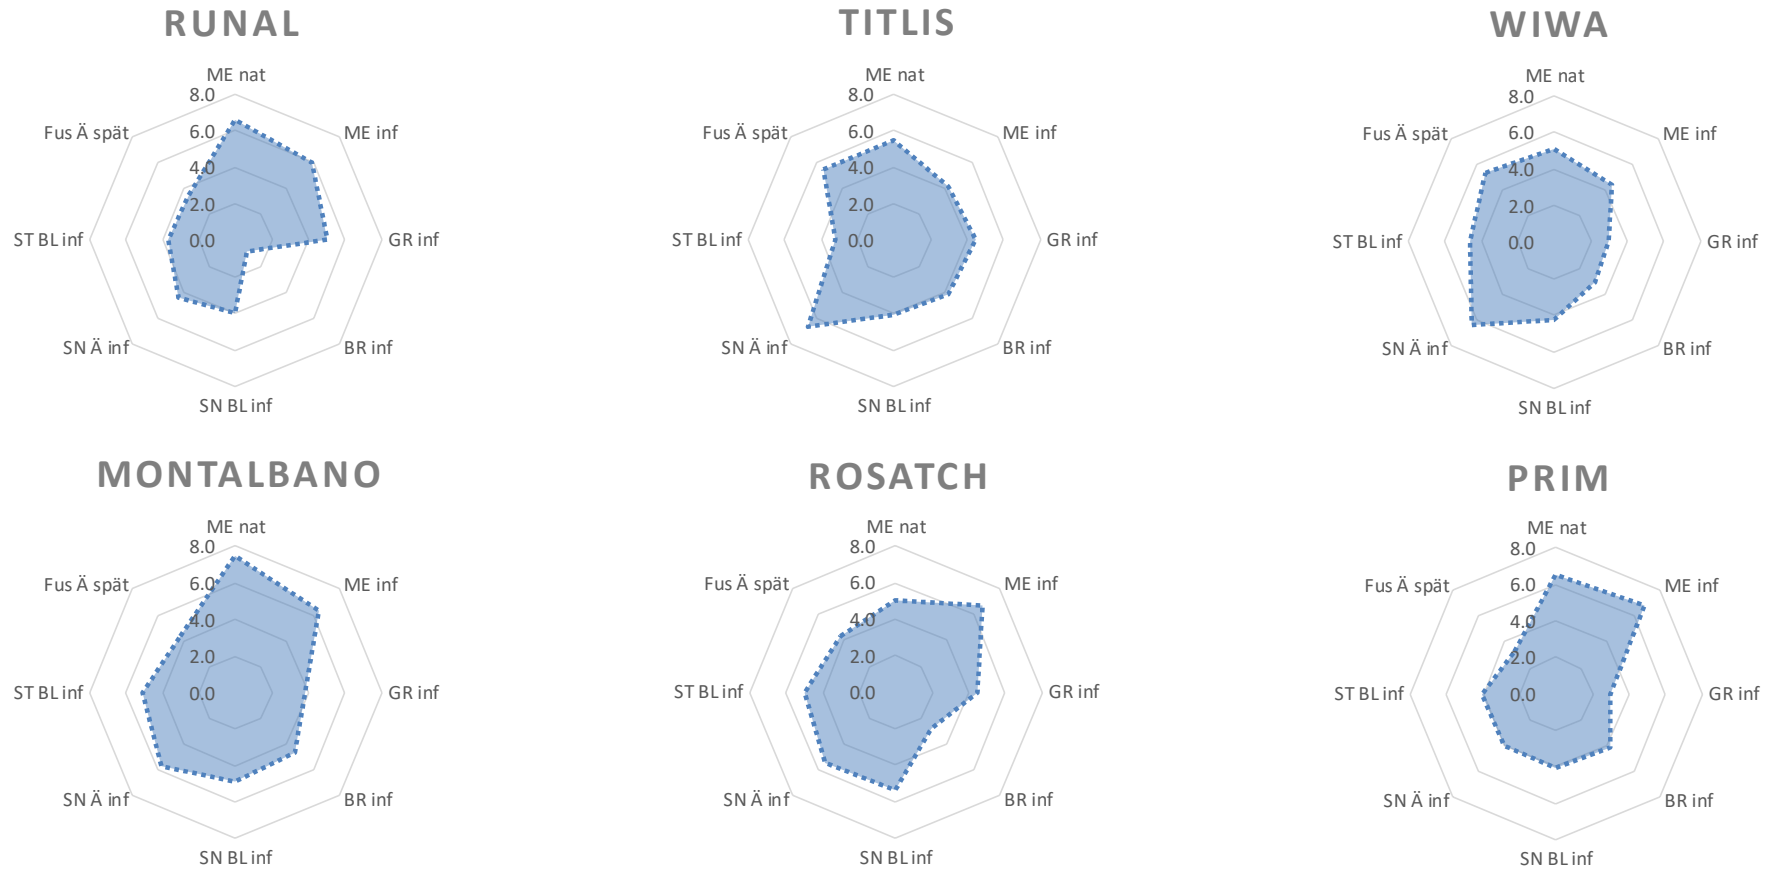 RUNAL
ME nat
8.0
Fus Ä spät
ME inf
6.0
4.0
2.0
ST BL inf
0.0
GR inf
SN Ä inf
BR inf
SN BL inf
TITLIS
ME nat
8.0
Fus Ä spät
ME inf
6.0
4.0
2.0
ST BL inf
0.0
GR inf
SN Ä inf
BR inf
SN BL inf
WIWA
ME nat
8.0
Fus Ä spät
ME inf
6.0
4.0
2.0
ST BL inf
0.0
GR inf
SN Ä inf
BR inf
SN BL inf
MONTALBANO
ME nat
8.0
Fus Ä spät
ME inf
6.0
4.0
2.0
ST BL inf
0.0
GR inf
SN Ä inf
BR inf
SN BL inf
ROSATCH
ME nat
8.0
Fus Ä spät
ME inf
6.0
4.0
2.0
ST BL inf
0.0
GR inf
SN Ä inf
BR inf
SN BL inf
PRIM
ME nat
8.0
Fus Ä spät
ME inf
6.0
4.0
2.0
ST BL inf
0.0
GR inf
SN Ä inf
BR inf
SN BL inf